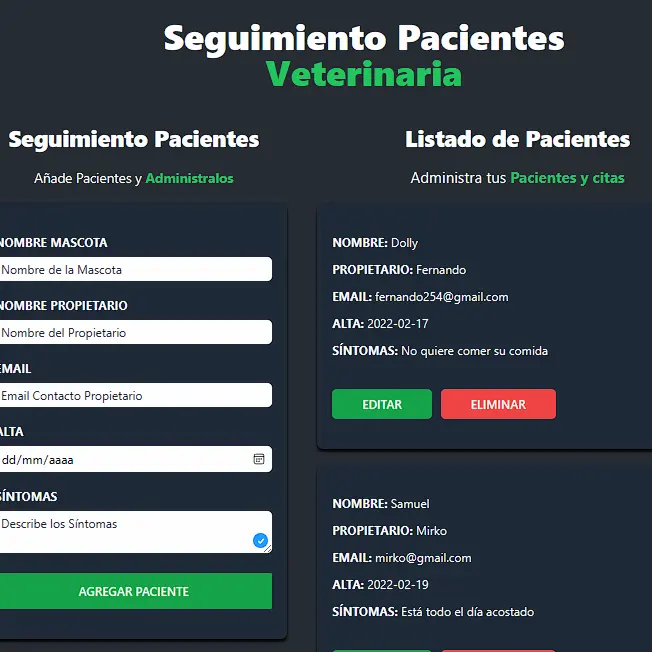 Seguimiento Pacientes
Veterinaria
Seguimiento Pacientes
Añade Pacientes y Administralos
NOMBRE MASCOTA
Nombre de la Mascota
NOMBRE PROPIETARIO
Nombre del Propietario
EMAIL
Email Contacto Propietario
ALTA
dd/mm/aaaa
SÍNTOMAS
Describe los Síntomas
AGREGAR PACIENTE
Listado de Pacientes
Administra tus Pacientes y citas
NOMBRE: Dolly
PROPIETARIO: Fernando
EMAIL: fernando254@gmail.com
ALTA: 2022-02-17
SÍNTOMAS: No quiere comer su comida
EDITAR ELIMINAR
NOMBRE: Samuel
PROPIETARIO: Mirko
EMAIL: mirko@gmail.com
ALTA: 2022-02-19
SÍNTOMAS: Está todo el día acostado